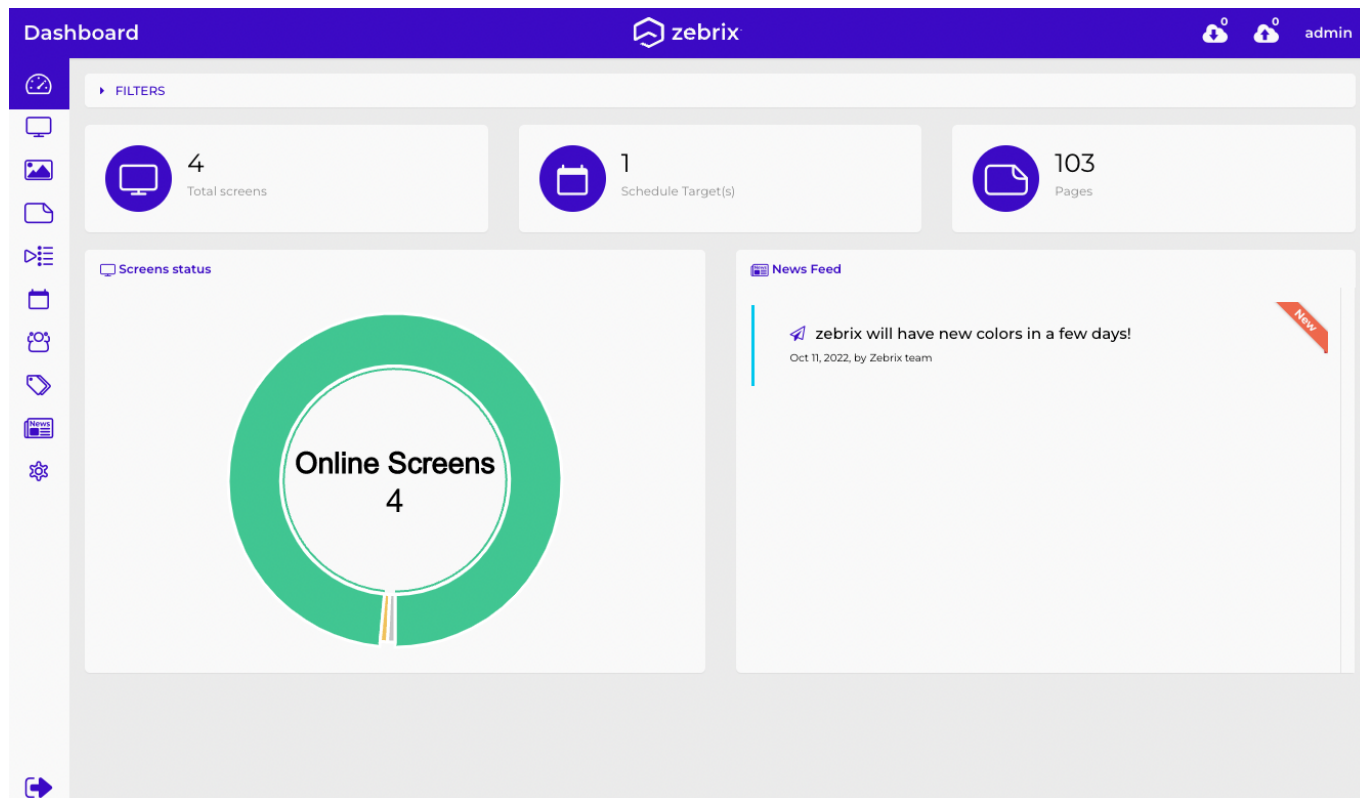 Dashboard
zebrix
0
0
admin
FILTERS
4
Total screens
1
Schedule Target(s)
103
Pages
Screens status
Online Screens
4
News Feed
New
zebrix will have new colors in a few days!
Oct 11, 2022, by Zebrix team
News